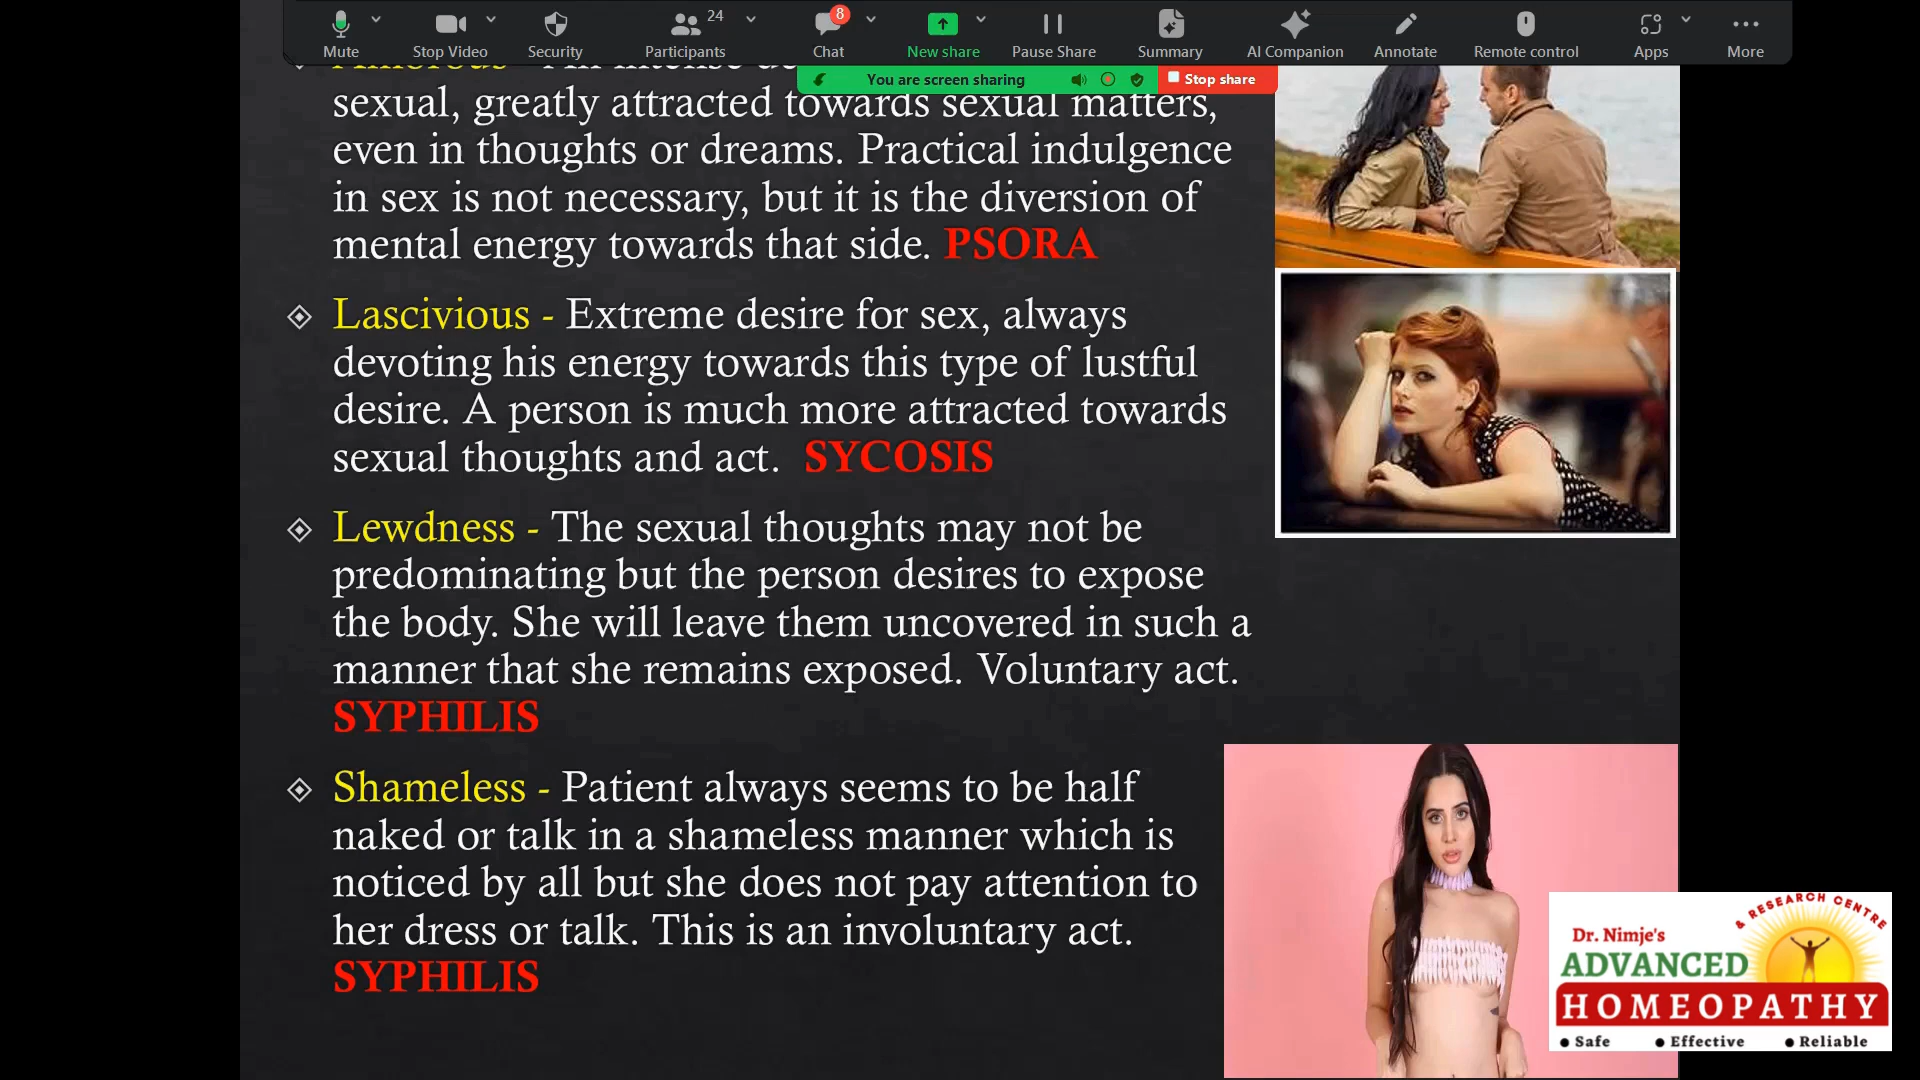 24
8
Mute
Stop Video
Security
Participants
Chat
New share
Pause Share
Summary
AI Companion
Annotate
Remote control
Apps
More
You are screen sharing
Stop share
Amorous - An intense de
sexual, greatly attracted towards sexual matters,
even in thoughts or dreams. Practical indulgence
in sex is not necessary, but it is the diversion of
mental energy towards that side. PSORA
Lascivious - Extreme desire for sex, always
devoting his energy towards this type of lustful
desire. A person is much more attracted towards
sexual thoughts and act. SYCOSIS
Lewdness - The sexual thoughts may not be
predominating but the person desires to expose
the body. She will leave them uncovered in such a
manner that she remains exposed. Voluntary act.
SYPHILIS
Shameless - Patient always seems to be half
naked or talk in a shameless manner which is
noticed by all but she does not pay attention to
her dress or talk. This is an involuntary act.
SYPHILIS
& RESEARCH CENTRE
Dr. Nimje's
ADVANCED
HOMEOPATHY
• Safe • Effective • Reliable